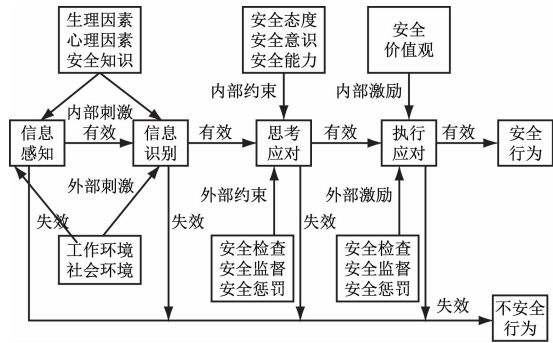 生理因素
心理因素
安全知识
安全态度
安全意识
安全能力
安全
价值观
内部刺激
内部约束
内部激励
信息
感知
有效
信息
识别
有效
思考
应对
有效
执行
应对
有效
安全
行为
外部刺激
外部约束
外部激励
失效
失效
失效
失效
工作环境
社会环境
安全检查
安全监督
安全惩罚
安全检查
安全监督
安全惩罚
不安全
行为